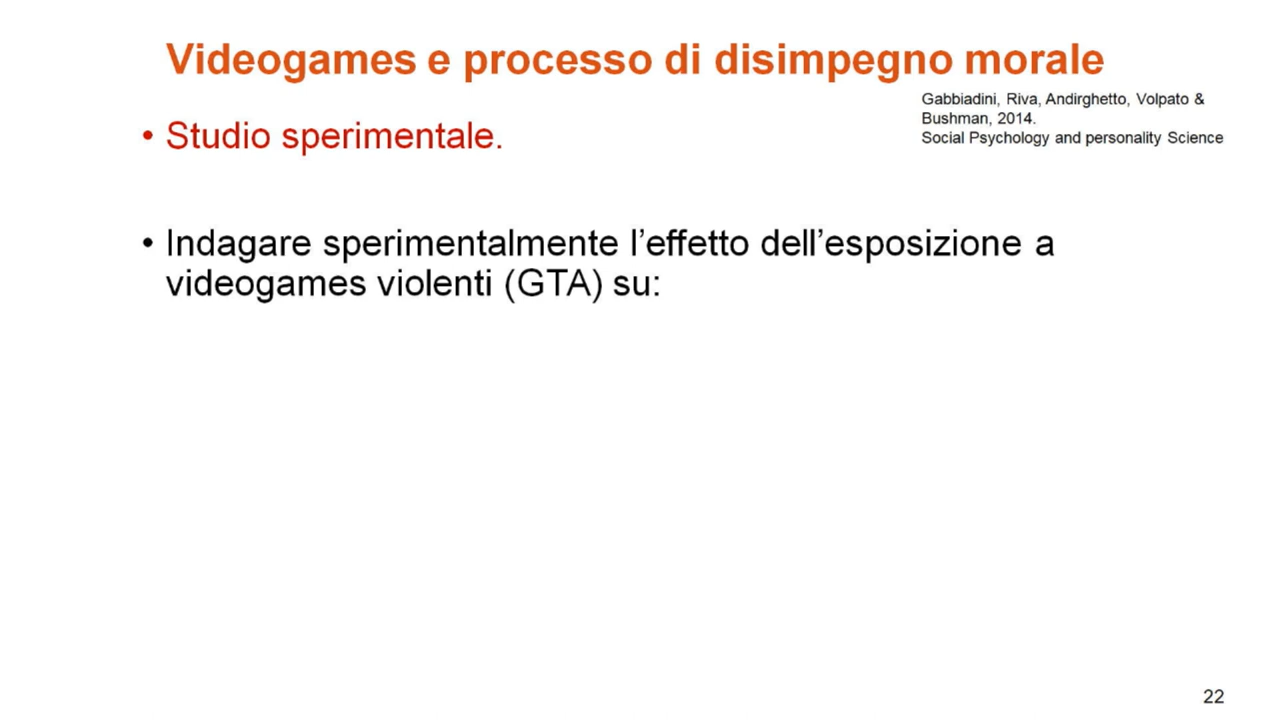 Videogames e processo di disimpegno morale
Gabbiadini, Riva, Andirghetto, Volpato &
Bushman, 2014.
Social Psychology and personality Science
• Studio sperimentale.
• Indagare sperimentalmente l’effetto dell’esposizione a
videogames violenti (GTA) su:
22